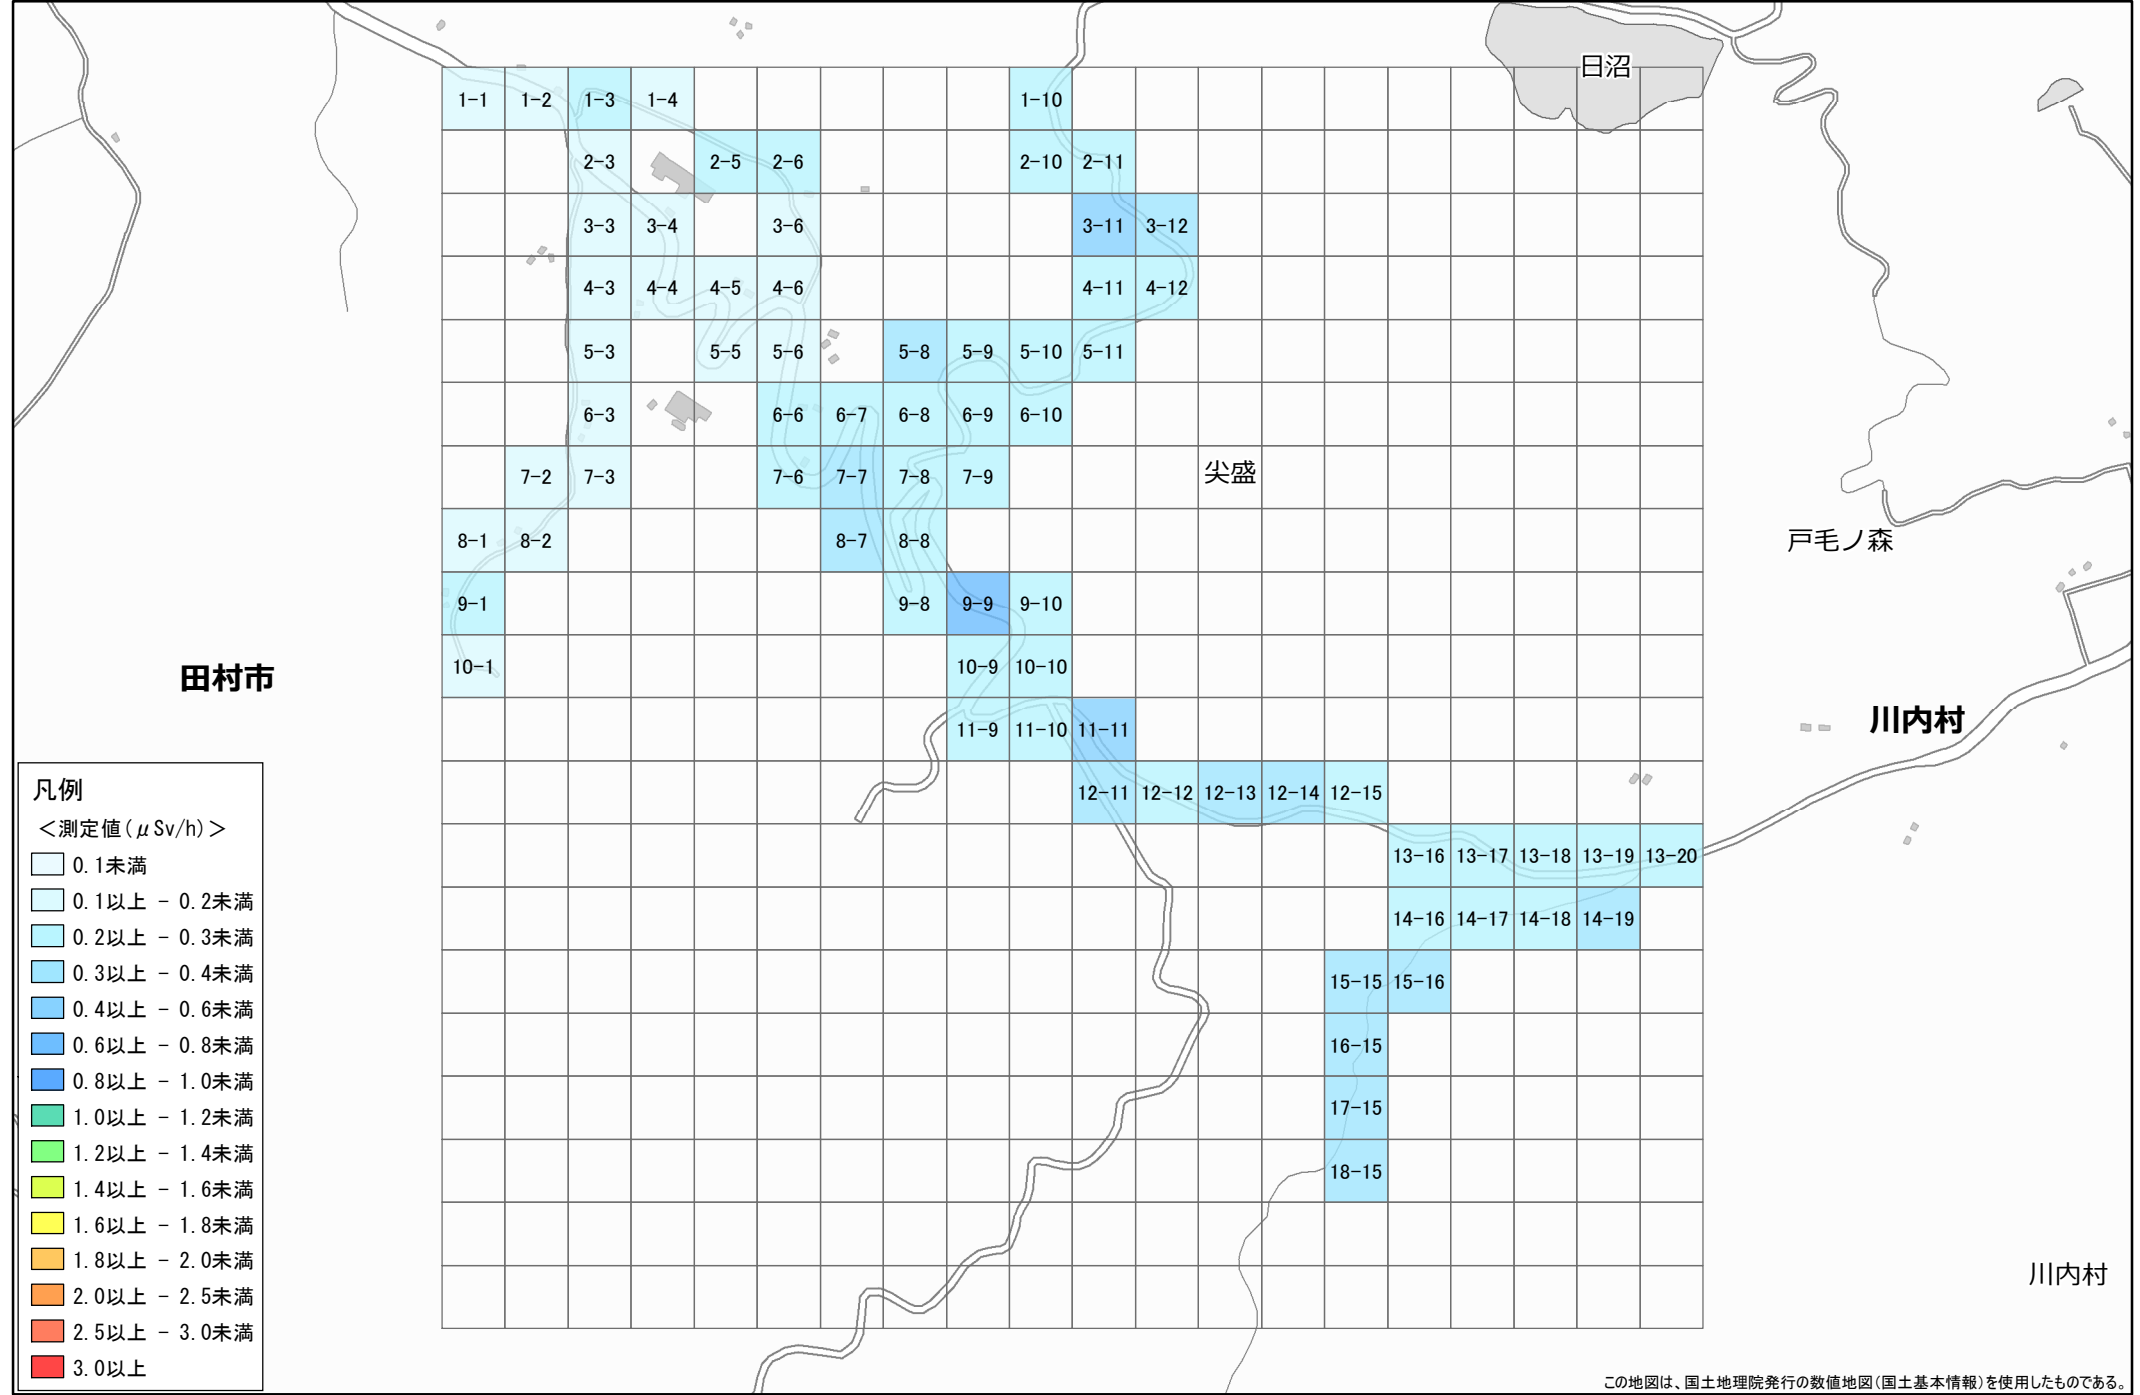 日沼
1-1 1-2 1-3 1-4 1-10
2-3 2-5 2-6 2-10 2-11
3-3 3-4 3-6 3-11 3-12
4-3 4-4 4-5 4-6 4-11 4-12
5-3 5-5 5-6 5-8 5-9 5-10 5-11
6-3 6-6 6-7 6-8 6-9 6-10
7-2 7-3 7-6 7-7 7-8 7-9
尖盛
8-1 8-2 8-7 8-8
戸毛ノ森
9-1 9-8 9-9 9-10
10-1 10-9 10-10
田村市
川内村
11-9 11-10 11-11
12-11 12-12 12-13 12-14 12-15
13-16 13-17 13-18 13-19 13-20
14-16 14-17 14-18 14-19
15-15 15-16
16-15
17-15
18-15
川内村
凡例
＜測定値(μSv/h)＞
0.1未満
0.1以上 - 0.2未満
0.2以上 - 0.3未満
0.3以上 - 0.4未満
0.4以上 - 0.6未満
0.6以上 - 0.8未満
0.8以上 - 1.0未満
1.0以上 - 1.2未満
1.2以上 - 1.4未満
1.4以上 - 1.6未満
1.6以上 - 1.8未満
1.8以上 - 2.0未満
2.0以上 - 2.5未満
2.5以上 - 3.0未満
3.0以上
この地図は、国土地理院発行の数値地図(国土基本情報)を使用したものである。